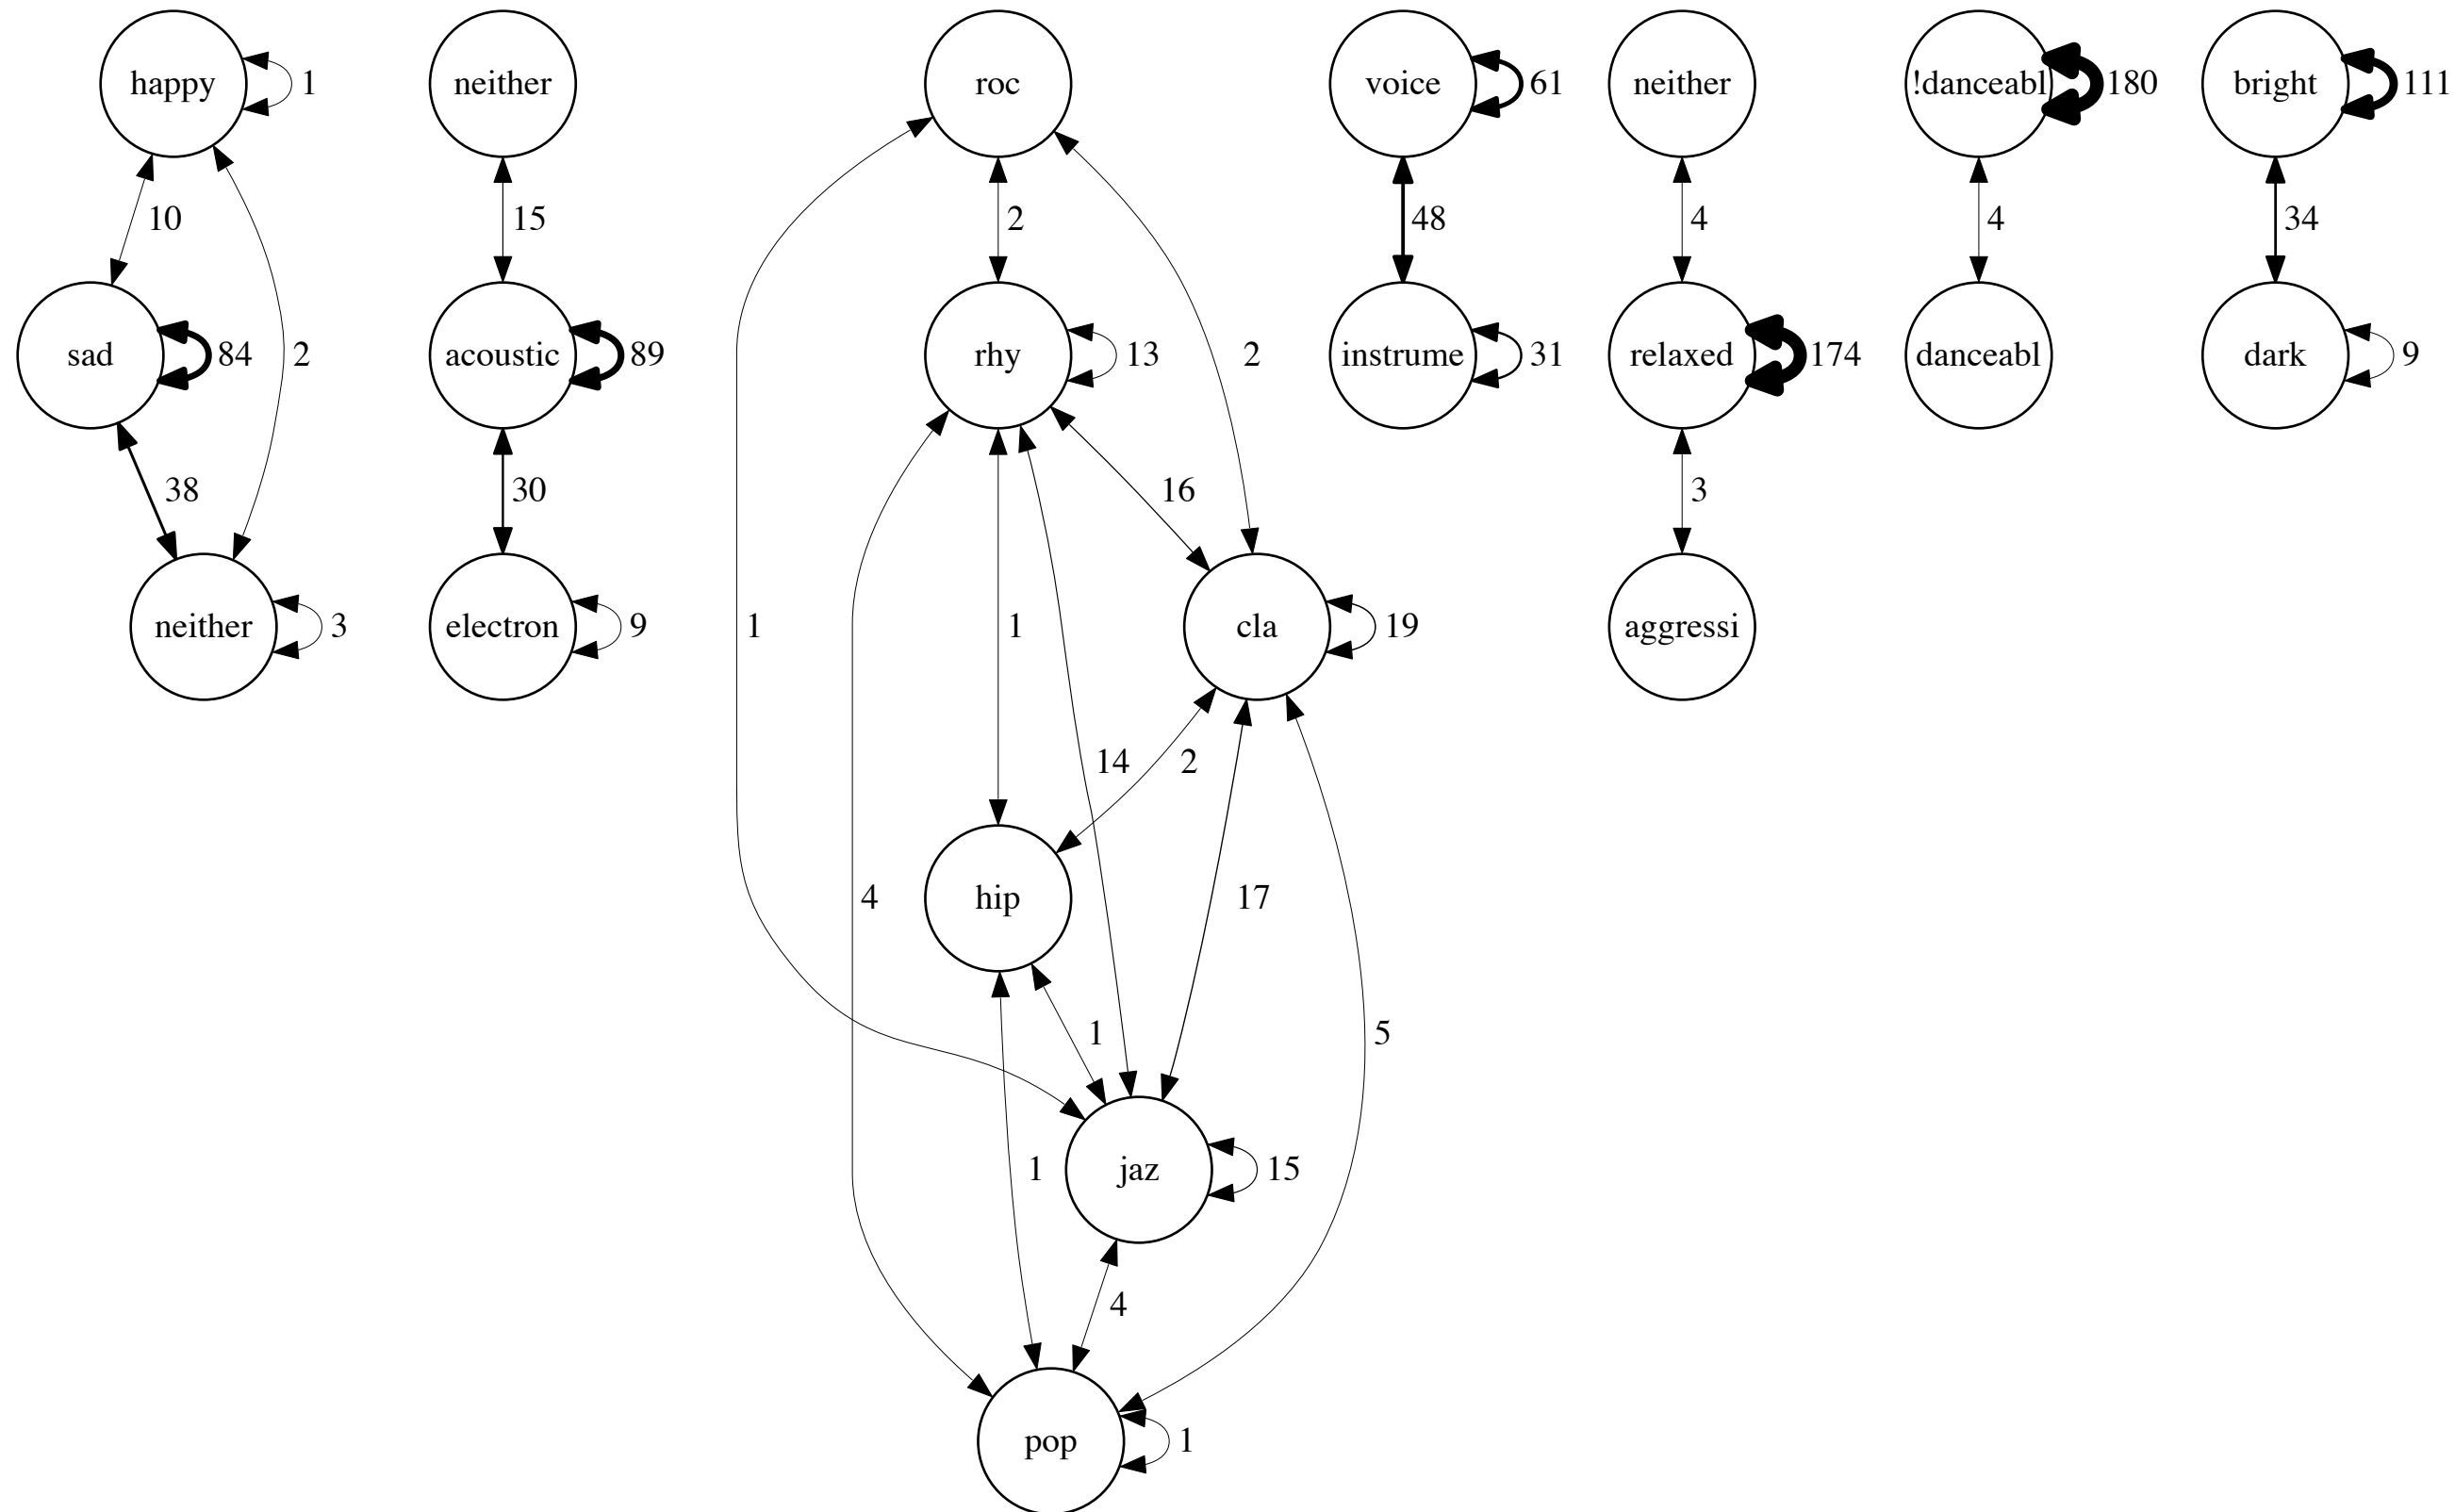 happy
1
neither
roc
voice
61
neither
!danceabl
180
bright
111
10
15
2
48
4
4
34
sad
84
2
acoustic
89
rhy
13
2
instrume
31
relaxed
174
danceabl
dark
9
38
30
16
3
neither
3
electron
9
1
1
cla
19
aggressi
14
2
4
hip
17
1
5
1
jaz
15
4
pop
1